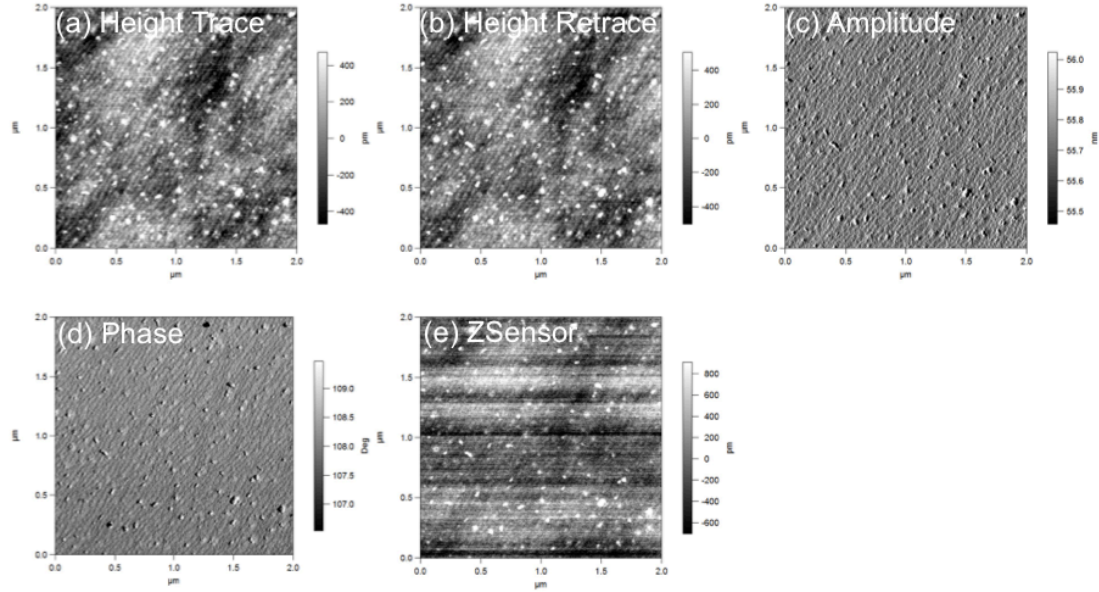 (a) Height Trace
2.0
1.5
1.0
0.5
0.0
µm
0.0 0.5 1.0 1.5 2.0
µm
400
200
0
-200
-400
pm
(b) Height Retrace
2.0
1.5
1.0
0.5
0.0
µm
0.0 0.5 1.0 1.5 2.0
µm
400
200
0
-200
-400
pm
(c) Amplitude
2.0
1.5
1.0
0.5
0.0
µm
0.0 0.5 1.0 1.5 2.0
µm
56.0
55.9
55.8
55.7
55.6
55.5
nm
(d) Phase
2.0
1.5
1.0
0.5
0.0
µm
0.0 0.5 1.0 1.5 2.0
µm
109.0
108.5
108.0
107.5
107.0
Deg
(e) ZSensor
2.0
1.5
1.0
0.5
0.0
µm
0.0 0.5 1.0 1.5 2.0
µm
800
600
400
200
0
-200
-400
-600
pm